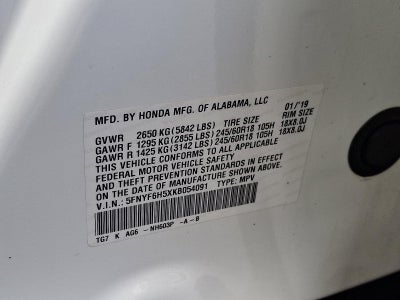 MFD. BY HONDA MFG. OF ALABAMA, LLC 01/'19
GVWR 2650 KG (5842 LBS) TIRE SIZE RIM SIZE
GAWR F 1295 KG (2855 LBS) 245/60R18 105H 18X8.0J
GAWR R 1425 KG (3142 LBS) 245/60R18 105H 18X8.0J
THIS VEHICLE CONFORMS TO ALL APPLICABLE
FEDERAL MOTOR VEHICLE SAFETY, BUMPER,
AND THEFT PREVENTION STANDARDS IN EFFECT ON
THE DATE OF MANUFACTURE SHOWN ABOVE.
V.I.N.: 5FNYF6H5XKB054091 TYPE: MPV
TG7 K AG6 - NH603P -A-B